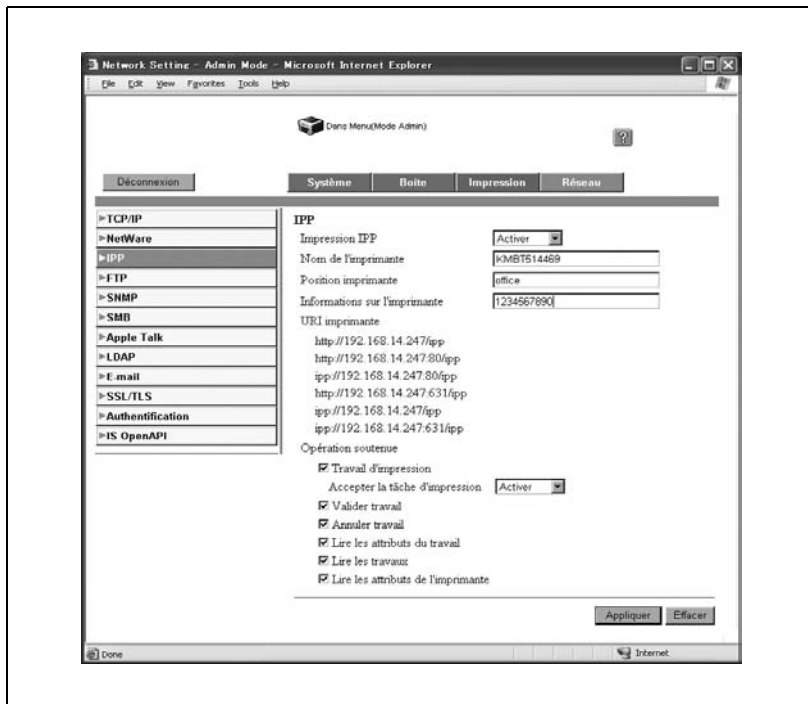 Network Setting - Admin Mode - Microsoft Internet Explorer
File Edit View Favorites Tools Help
Dans Menu(Mode Admin)
?
Déconnexion
Système Boite Impression Réseau
TCP/IP
NetWare
IPP
FTP
SNMP
SMB
Apple Talk
LDAP
E-mail
SSL/TLS
Authentification
IS OpenAPI
IPP
Impression IPP Activer
Nom de l'imprimante KMBT514469
Position imprimante office
Informations sur l'imprimante 1234567890
URI imprimante
http://192.168.14.247/ipp
http://192.168.14.247:80/ipp
ipp://192.168.14.247:80/ipp
http://192.168.14.247:631/ipp
ipp://192.168.14.247/ipp
ipp://192.168.14.247:631/ipp
Opération soutenue
Travail d'impression
Accepter la tâche d'impression Activer
Valider travail
Annuler travail
Lire les attributs du travail
Lire les travaux
Lire les attributs de l'imprimante
Appliquer Effacer
Done Internet